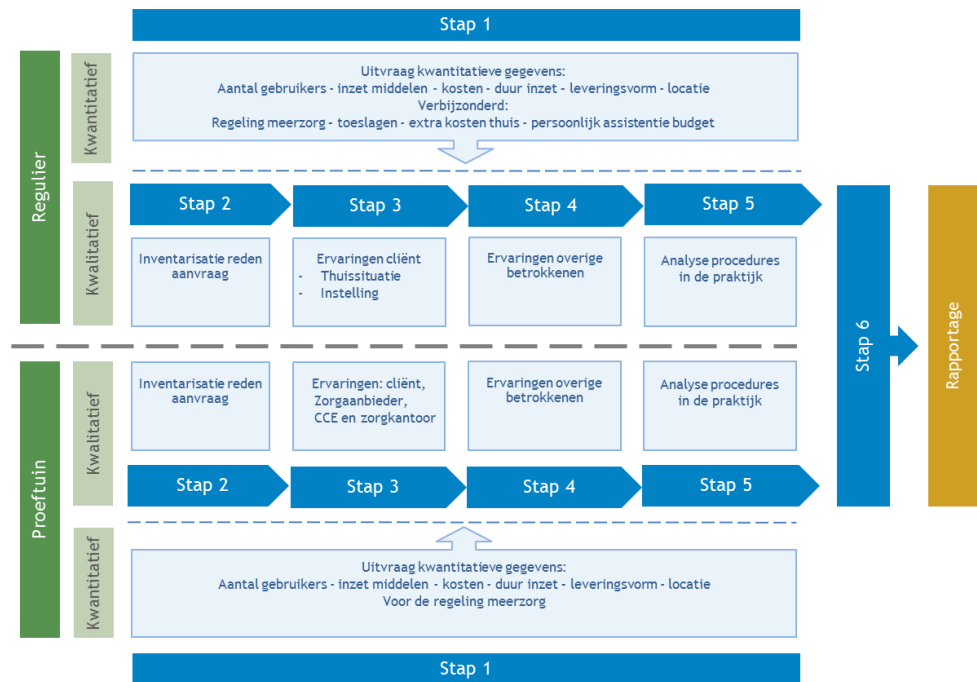 Stap 1
Regulier
Kwantitatief
Uitvraag kwantitatieve gegevens:
Aantal gebruikers - inzet middelen - kosten - duur inzet - leveringsvorm - locatie
Verbijzonderd:
Regeling meerzorg - toeslagen - extra kosten thuis - persoonlijk assistentie budget
Kwalitatief
Stap 2
Stap 3
Stap 4
Stap 5
Inventarisatie reden
aanvraag
Ervaringen cliënt
- Thuissituatie
- Instelling
Ervaringen overige
betrokkenen
Analyse procedures
in de praktijk
Stap 6
Rapportage
Proeftuin
Kwalitatief
Inventarisatie reden
aanvraag
Ervaringen: cliënt,
Zorgaanbieder,
CCE en zorgkantoor
Ervaringen overige
betrokkenen
Analyse procedures
in de praktijk
Stap 2
Stap 3
Stap 4
Stap 5
Kwantitatief
Uitvraag kwantitatieve gegevens:
Aantal gebruikers - inzet middelen - kosten - duur inzet - leveringsvorm - locatie
Voor de regeling meerzorg
Stap 1